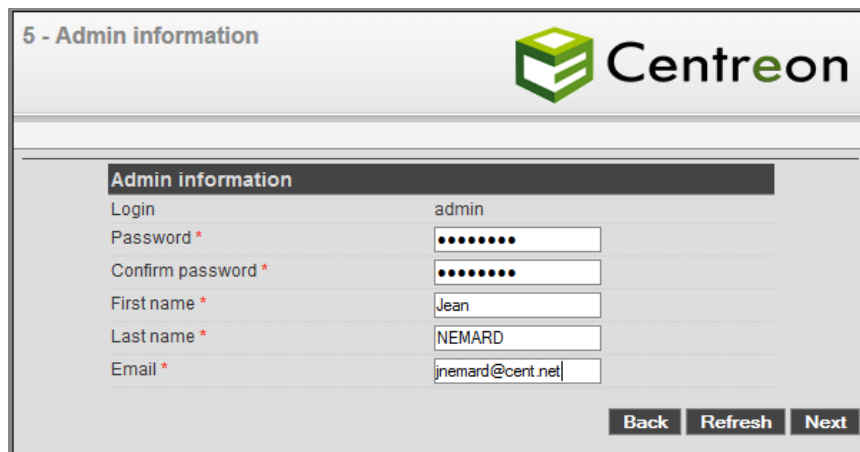 5 - Admin information
Centreon
Admin information
Login admin
Password * ••••••••
Confirm password * ••••••••
First name * Jean
Last name * NEMARD
Email * jnemard@cent.net
Back Refresh Next